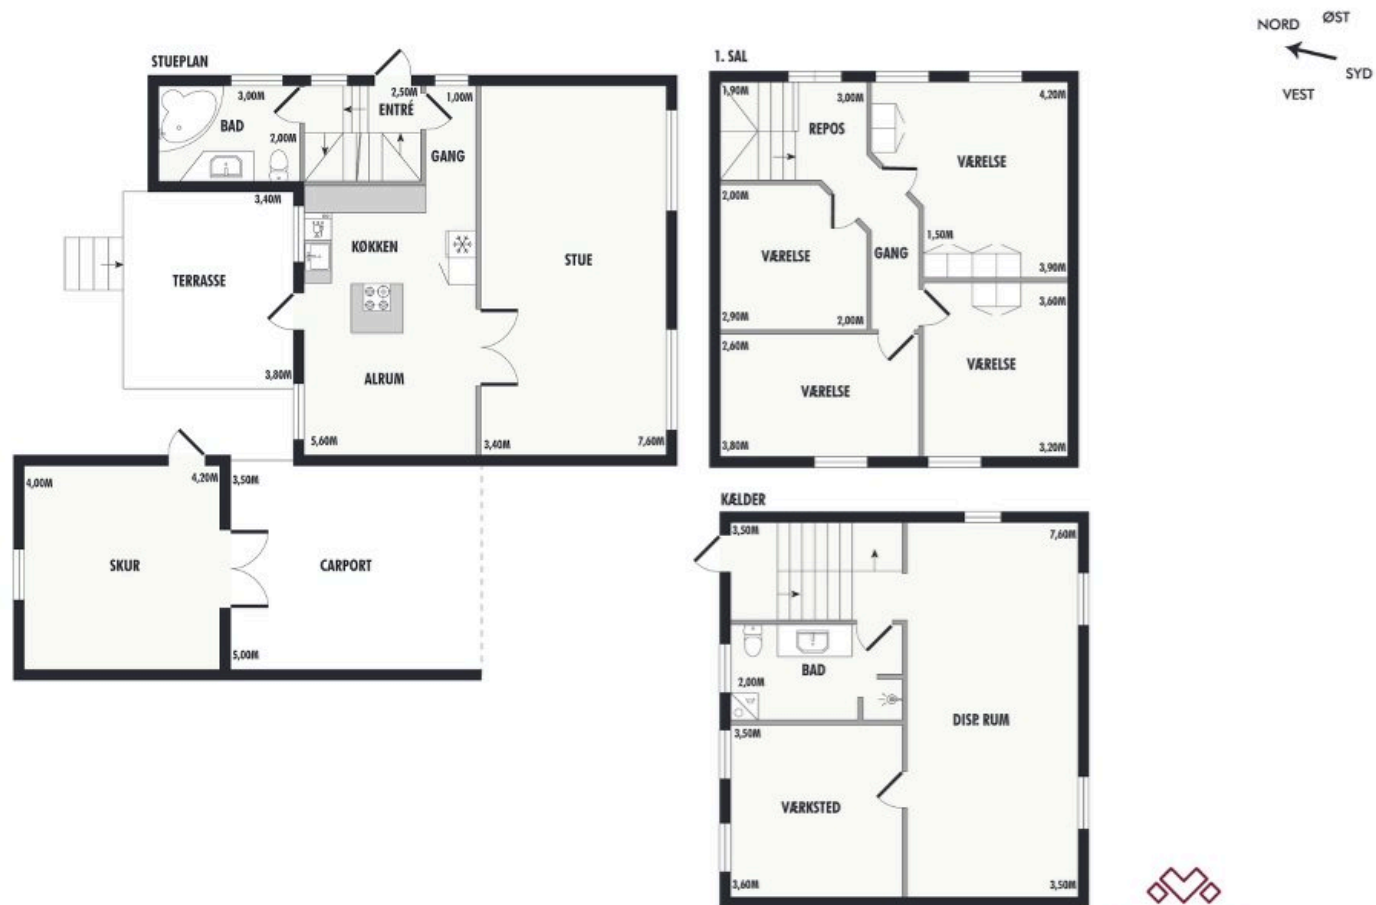 NORD ØST
SYD
VEST
STUEPLAN
3,00M
BAD
2,00M
2,50M
ENTRÉ
1,00M
GANG
3,40M
TERRASSE
3,80M
KØKKEN
ALRUM
5,60M
STUE
3,40M
7,60M
4,00M
4,20M
SKUR
3,50M
CARPORT
5,00M
1. SAL
1,90M
3,00M
REPOS
4,20M
VÆRELSE
1,50M
3,90M
2,00M
VÆRELSE
2,90M
2,00M
GANG
3,60M
VÆRELSE
3,20M
2,60M
VÆRELSE
3,80M
KÆLDER
3,50M
7,60M
BAD
2,00M
DISP. RUM
3,50M
VÆRKSTED
3,60M
3,50M